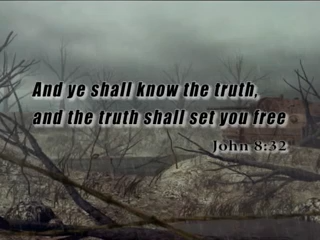 And ye shall know the truth,
and the truth shall set you free
John 8:32